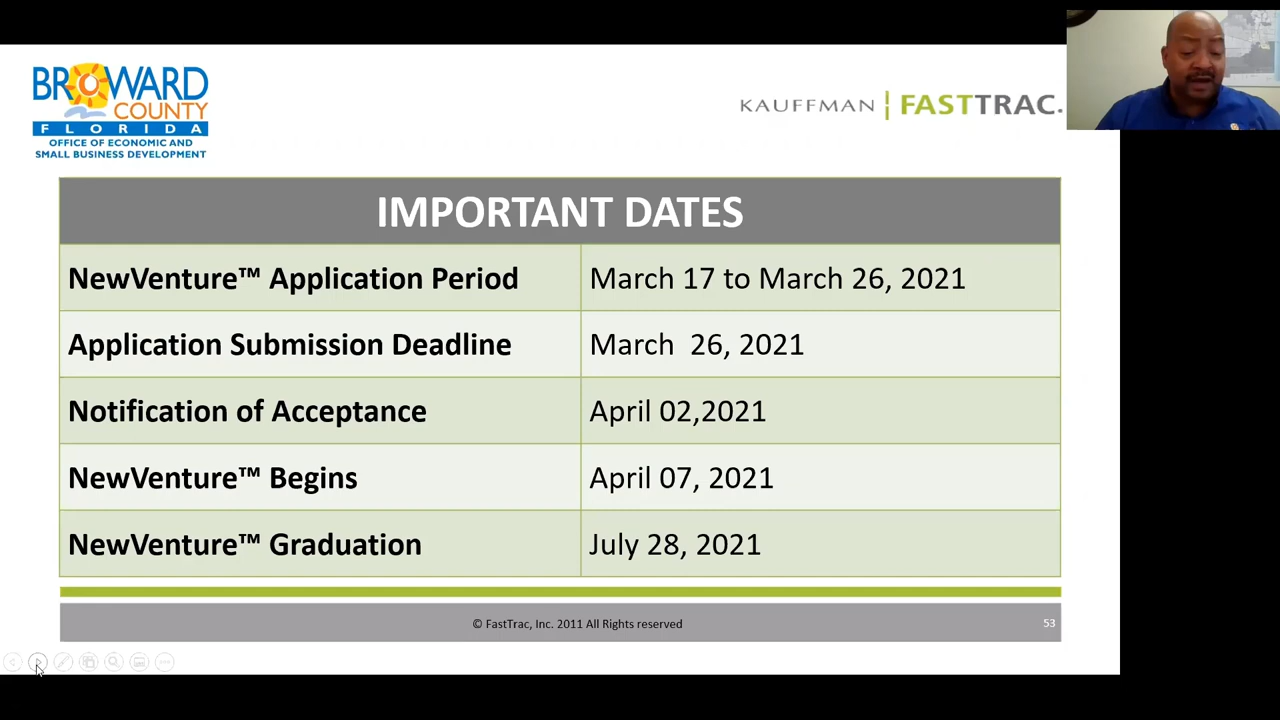 BROWARD
COUNTY
FLORIDA
OFFICE OF ECONOMIC AND
SMALL BUSINESS DEVELOPMENT
KAUFFMAN | FASTTRAC.
IMPORTANT DATES
NewVenture™ Application Period March 17 to March 26, 2021
Application Submission Deadline March  26, 2021
Notification of Acceptance April 02,2021
NewVenture™ Begins April 07, 2021
NewVenture™ Graduation July 28, 2021
© FastTrac, Inc. 2011 All Rights reserved 53